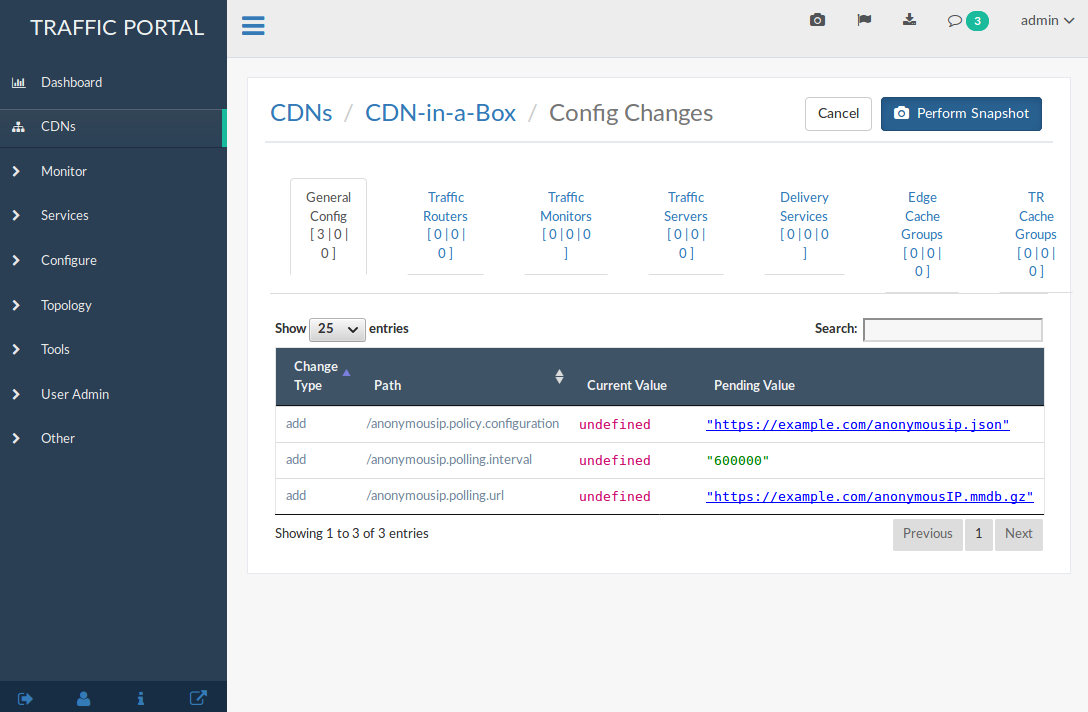 TRAFFIC PORTAL
3
admin
Dashboard
CDNs
Monitor
Services
Configure
Topology
Tools
User Admin
Other
CDNs / CDN-in-a-Box / Config Changes
Cancel
Perform Snapshot
General
Config
[ 3 | 0 |
0 ]
Traffic
Routers
[ 0 | 0 |
0 ]
Traffic
Monitors
[ 0 | 0 | 0
]
Traffic
Servers
[ 0 | 0 |
0 ]
Delivery
Services
[ 0 | 0 | 0
]
Edge
Cache
Groups
[ 0 | 0 |
0 ]
TR
Cache
Groups
[ 0 | 0 |
0 ]
Show 25 entries
Search:
Change
Type
Path
Current Value
Pending Value
add /anonymousip.policy.configuration undefined "https://example.com/anonymousip.json"
add /anonymousip.polling.interval undefined "600000"
add /anonymousip.polling.url undefined "https://example.com/anonymousIP.mmdb.gz"
Showing 1 to 3 of 3 entries
Previous 1 Next